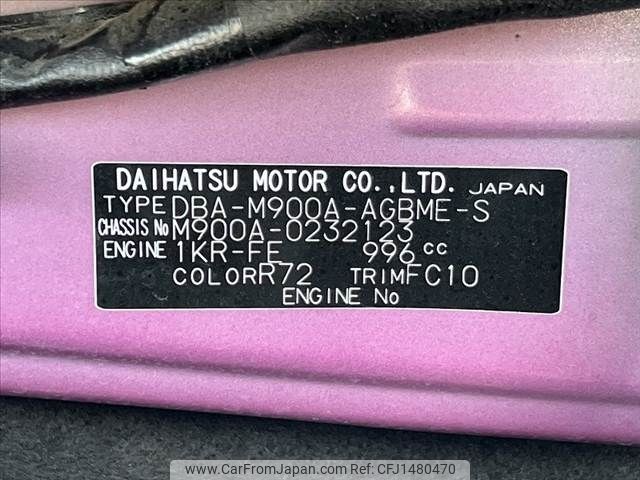 DAIHATSU MOTOR CO.,LTD. JAPAN
TYPE DBA-M900A-AGBME-S
CHASSIS No M900A-0232123
ENGINE 1KR-FE 996 cc
COLOR R72 TRIM FC10
ENGINE No
www.CarFromJapan.com | Ref Code: CFJ1480470